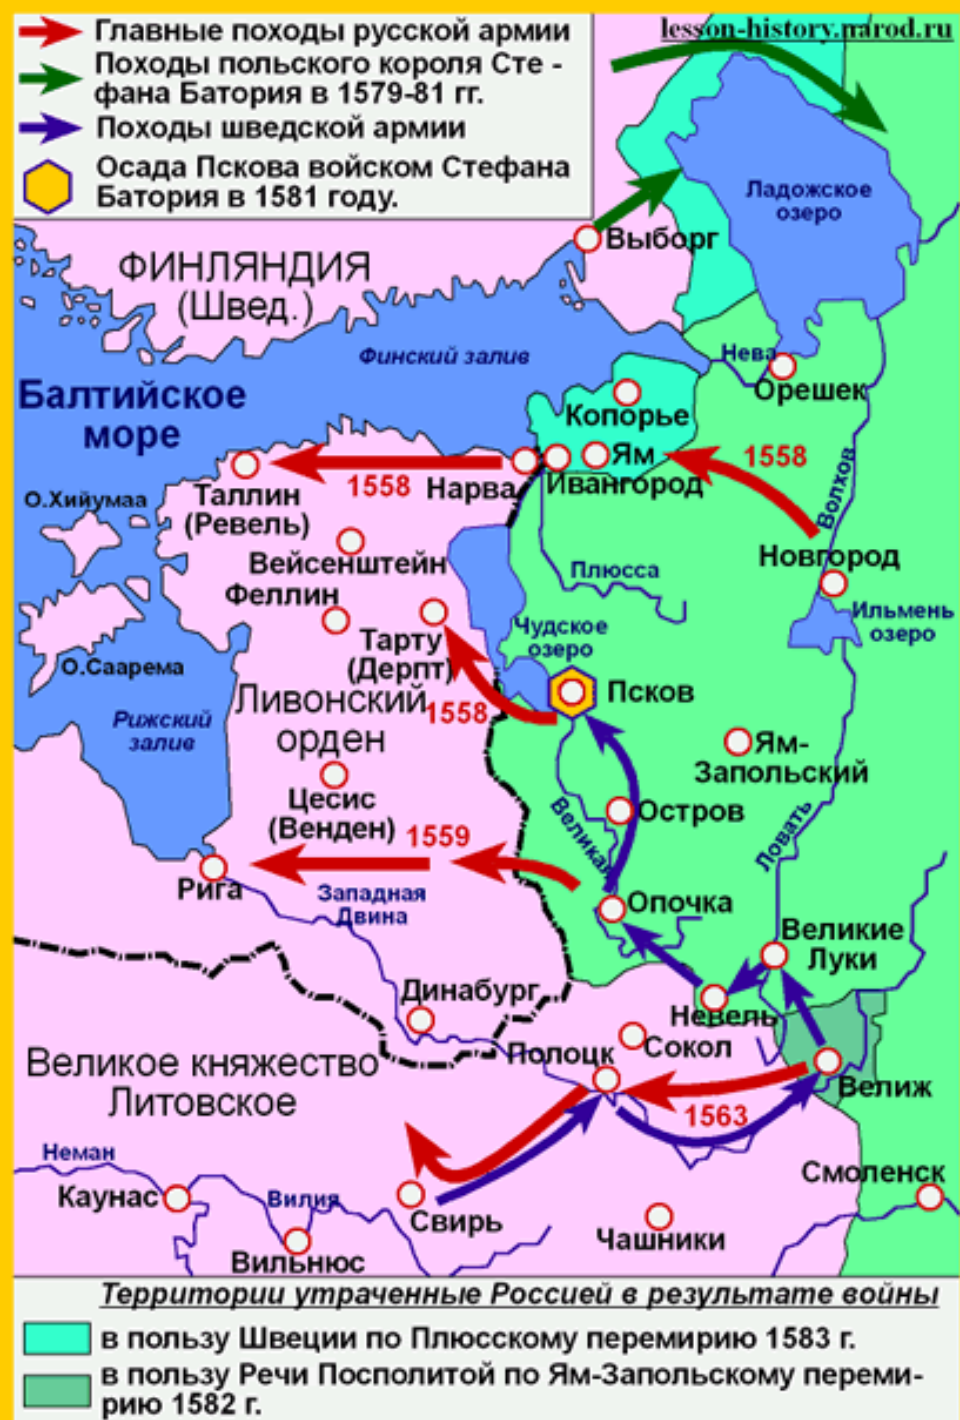 lesson-history.narod.ru
Главные походы русской армии
Походы польского короля Сте -
фана Батория в 1579-81 гг.
Походы шведской армии
Осада Пскова войском Стефана
Батория в 1581 году.
Ладожское
озеро
Выборг
ФИНЛЯНДИЯ
(Швед.)
Финский залив
Нева
Орешек
Балтийское
море
Копорье
Ям
1558
Нарва
Ивангород
1558
Таллин
(Ревель)
О.Хийумаа
Волхов
Новгород
Вейсенштейн
Феллин
Плюсса
Ильмень
озеро
Чудское
озеро
Тарту
(Дерпт)
О.Саарема
Псков
Ливонский
орден
1558
Рижский
залив
Ям-
Запольский
Цесис
(Венден)
Остров
Великая
Ловать
1559
Рига
Западная
Двина
Опочка
Великие
Луки
Динабург
Невель
Сокол
Полоцк
Великое княжество
Литовское
Велиж
1563
Неман
Каунас
Вилия
Свирь
Смоленск
Чашники
Вильнюс
Территории утраченные Россией в результате войны
в пользу Швеции по Плюсскому перемирию 1583 г.
в пользу Речи Посполитой по Ям-Запольскому переми-
рию 1582 г.